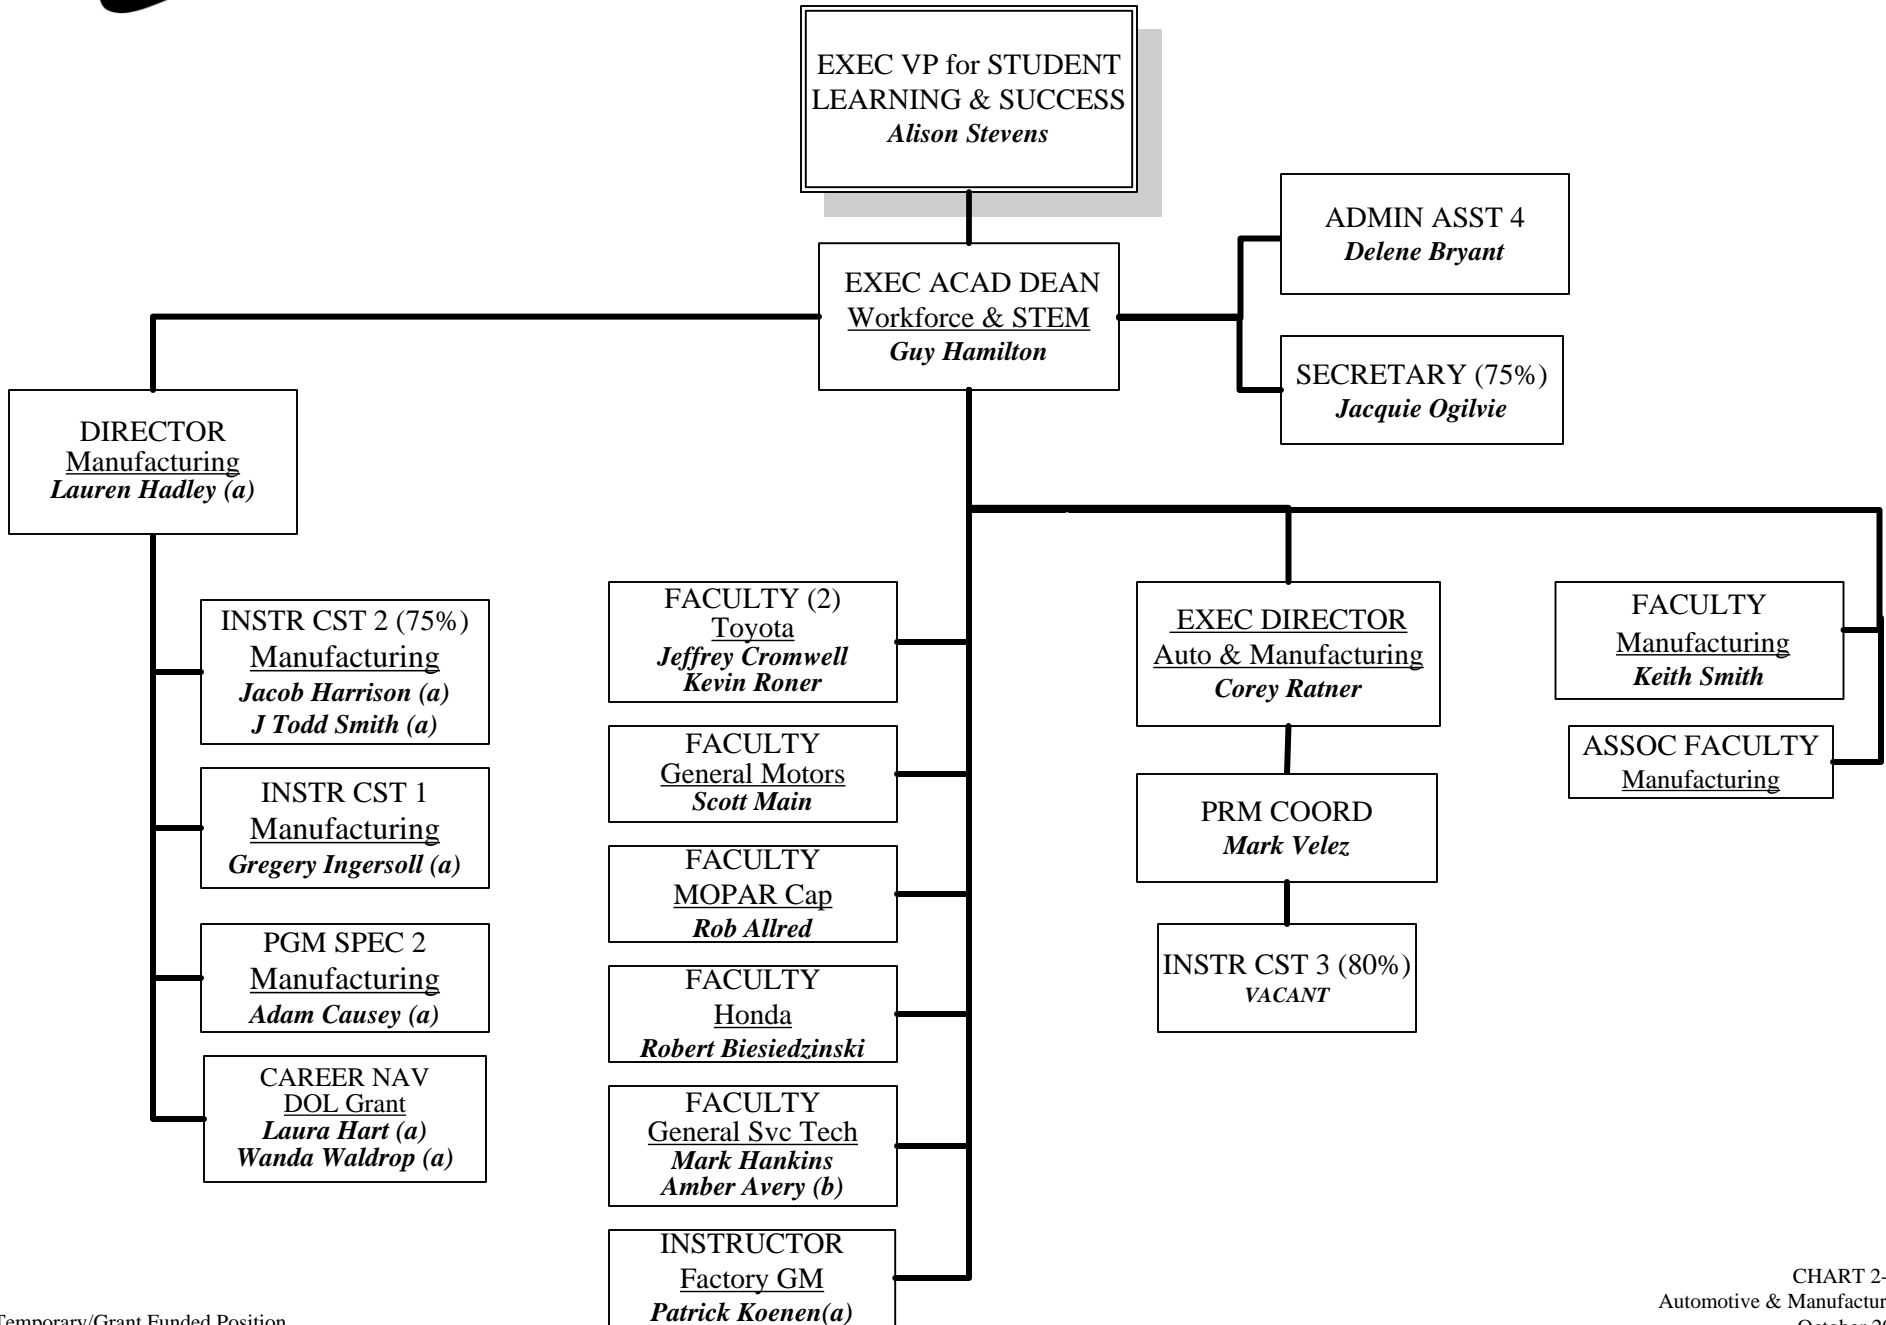 EXEC VP for STUDENT
LEARNING & SUCCESS
Alison Stevens
ADMIN ASST 4
Delene Bryant
EXEC ACAD DEAN
Workforce & STEM
Guy Hamilton
SECRETARY (75%)
Jacquie Ogilvie
DIRECTOR
Manufacturing
Lauren Hadley (a)
INSTR CST 2 (75%)
Manufacturing
Jacob Harrison (a)
J Todd Smith (a)
INSTR CST 1
Manufacturing
Gregery Ingersoll (a)
PGM SPEC 2
Manufacturing
Adam Causey (a)
CAREER NAV
DOL Grant
Laura Hart (a)
Wanda Waldrop (a)
FACULTY (2)
Toyota
Jeffrey Cromwell
Kevin Roner
FACULTY
General Motors
Scott Main
FACULTY
MOPAR Cap
Rob Allred
FACULTY
Honda
Robert Biesiedzinski
FACULTY
General Svc Tech
Mark Hankins
Amber Avery (b)
INSTRUCTOR
Factory GM
Patrick Koenen(a)
EXEC DIRECTOR
Auto & Manufacturing
Corey Ratner
PRM COORD
Mark Velez
INSTR CST 3 (80%)
VACANT
FACULTY
Manufacturing
Keith Smith
ASSOC FACULTY
Manufacturing
Temporary/Grant Funded Position
CHART 2-
Automotive & Manufactur
October